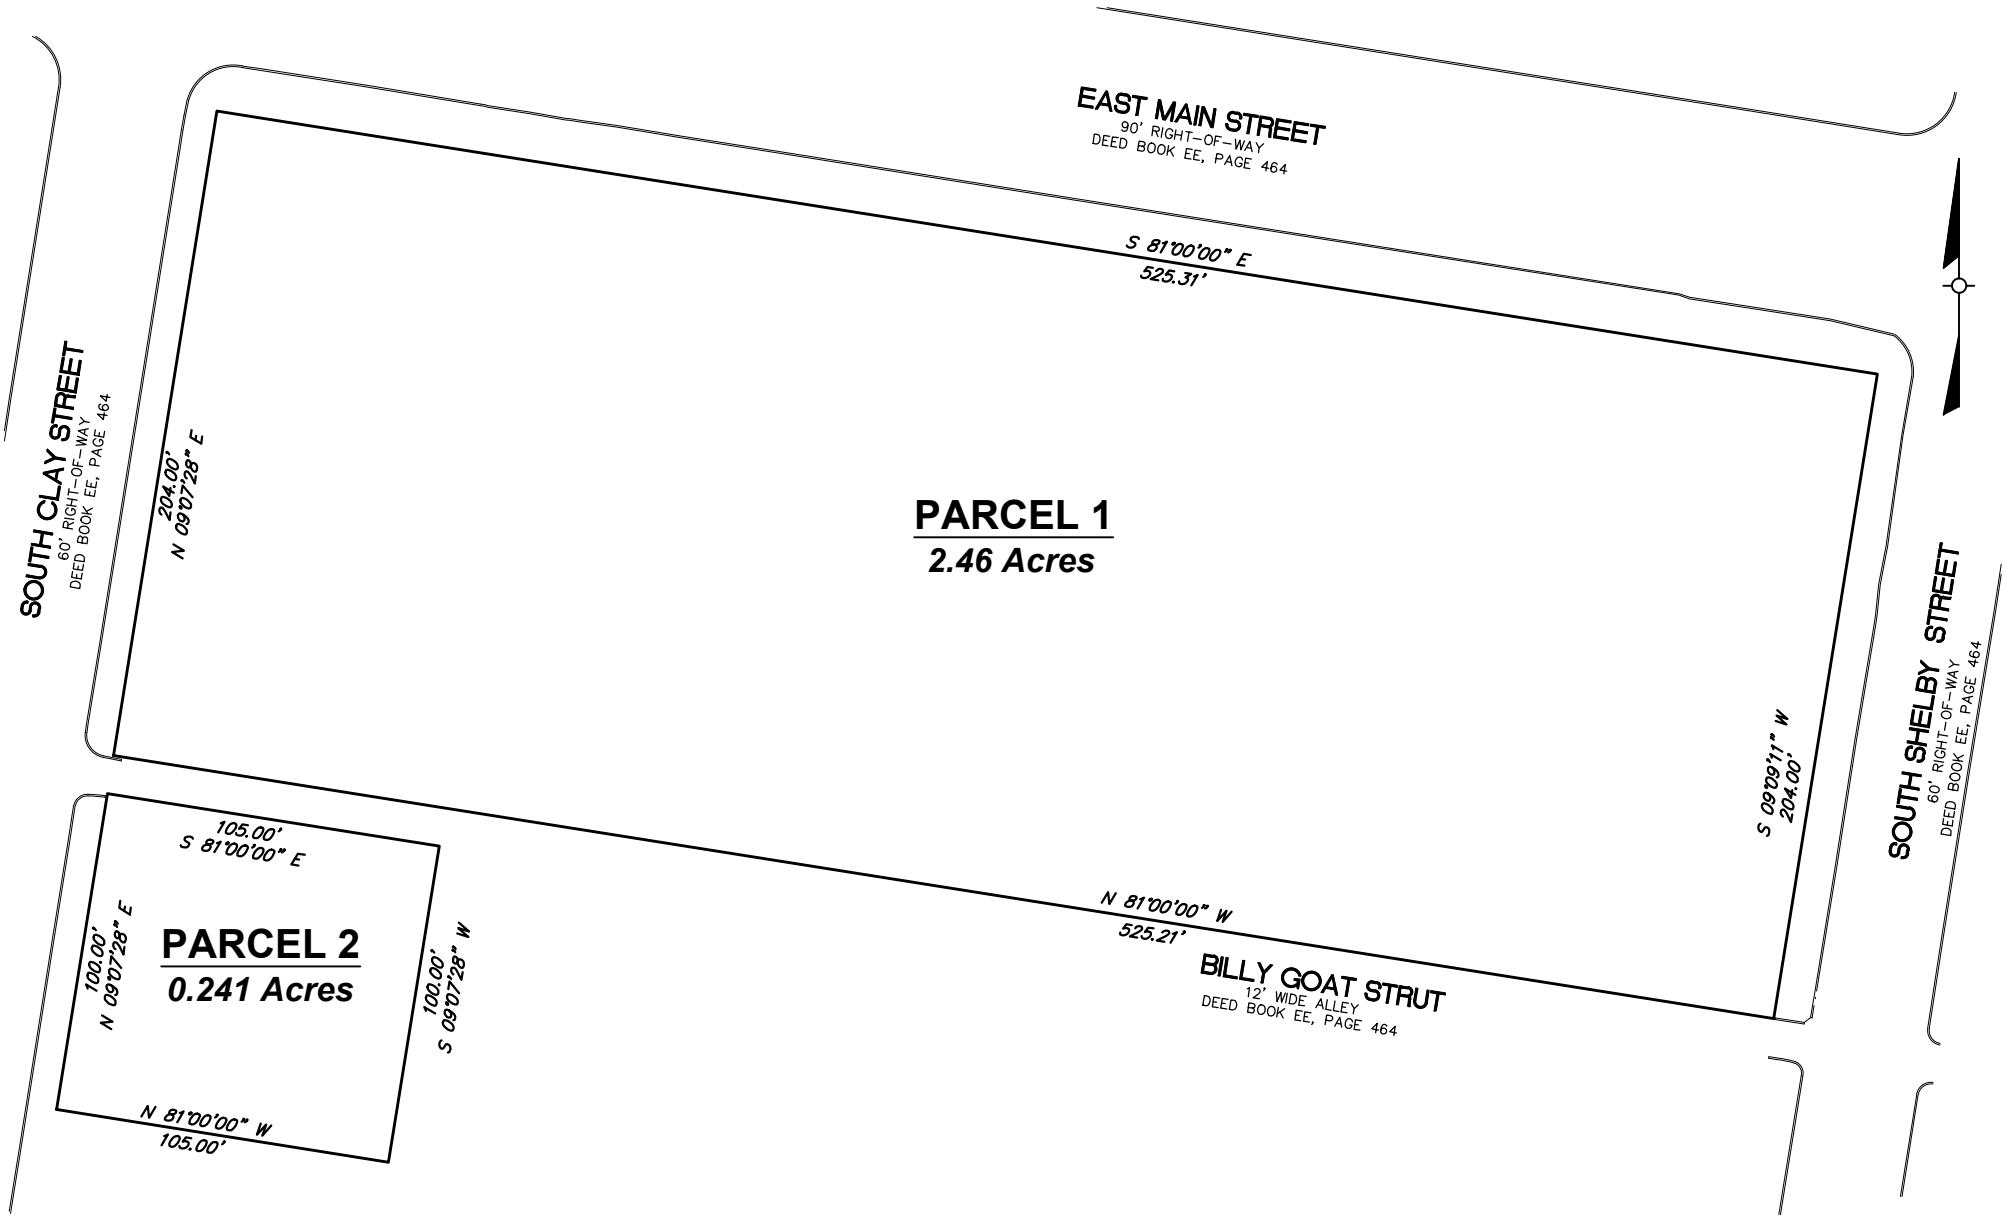 EAST MAIN STREET
90' RIGHT-OF-WAY
DEED BOOK EE, PAGE 464
S 81°00'00" E
525.31'
SOUTH CLAY STREET
60' RIGHT-OF-WAY
DEED BOOK EE, PAGE 464
204.00'
N 09°07'28" E
PARCEL 1
2.46 Acres
S 09°09'11" W
204.00'
SOUTH SHELBY STREET
60' RIGHT-OF-WAY
DEED BOOK EE, PAGE 464
N 81°00'00" W
525.21'
BILLY GOAT STRUT
12' WIDE ALLEY
DEED BOOK EE, PAGE 464
105.00'
S 81°00'00" E
100.00'
N 09°07'28" E
PARCEL 2
0.241 Acres
100.00'
S 09°07'28" W
N 81°00'00" W
105.00'